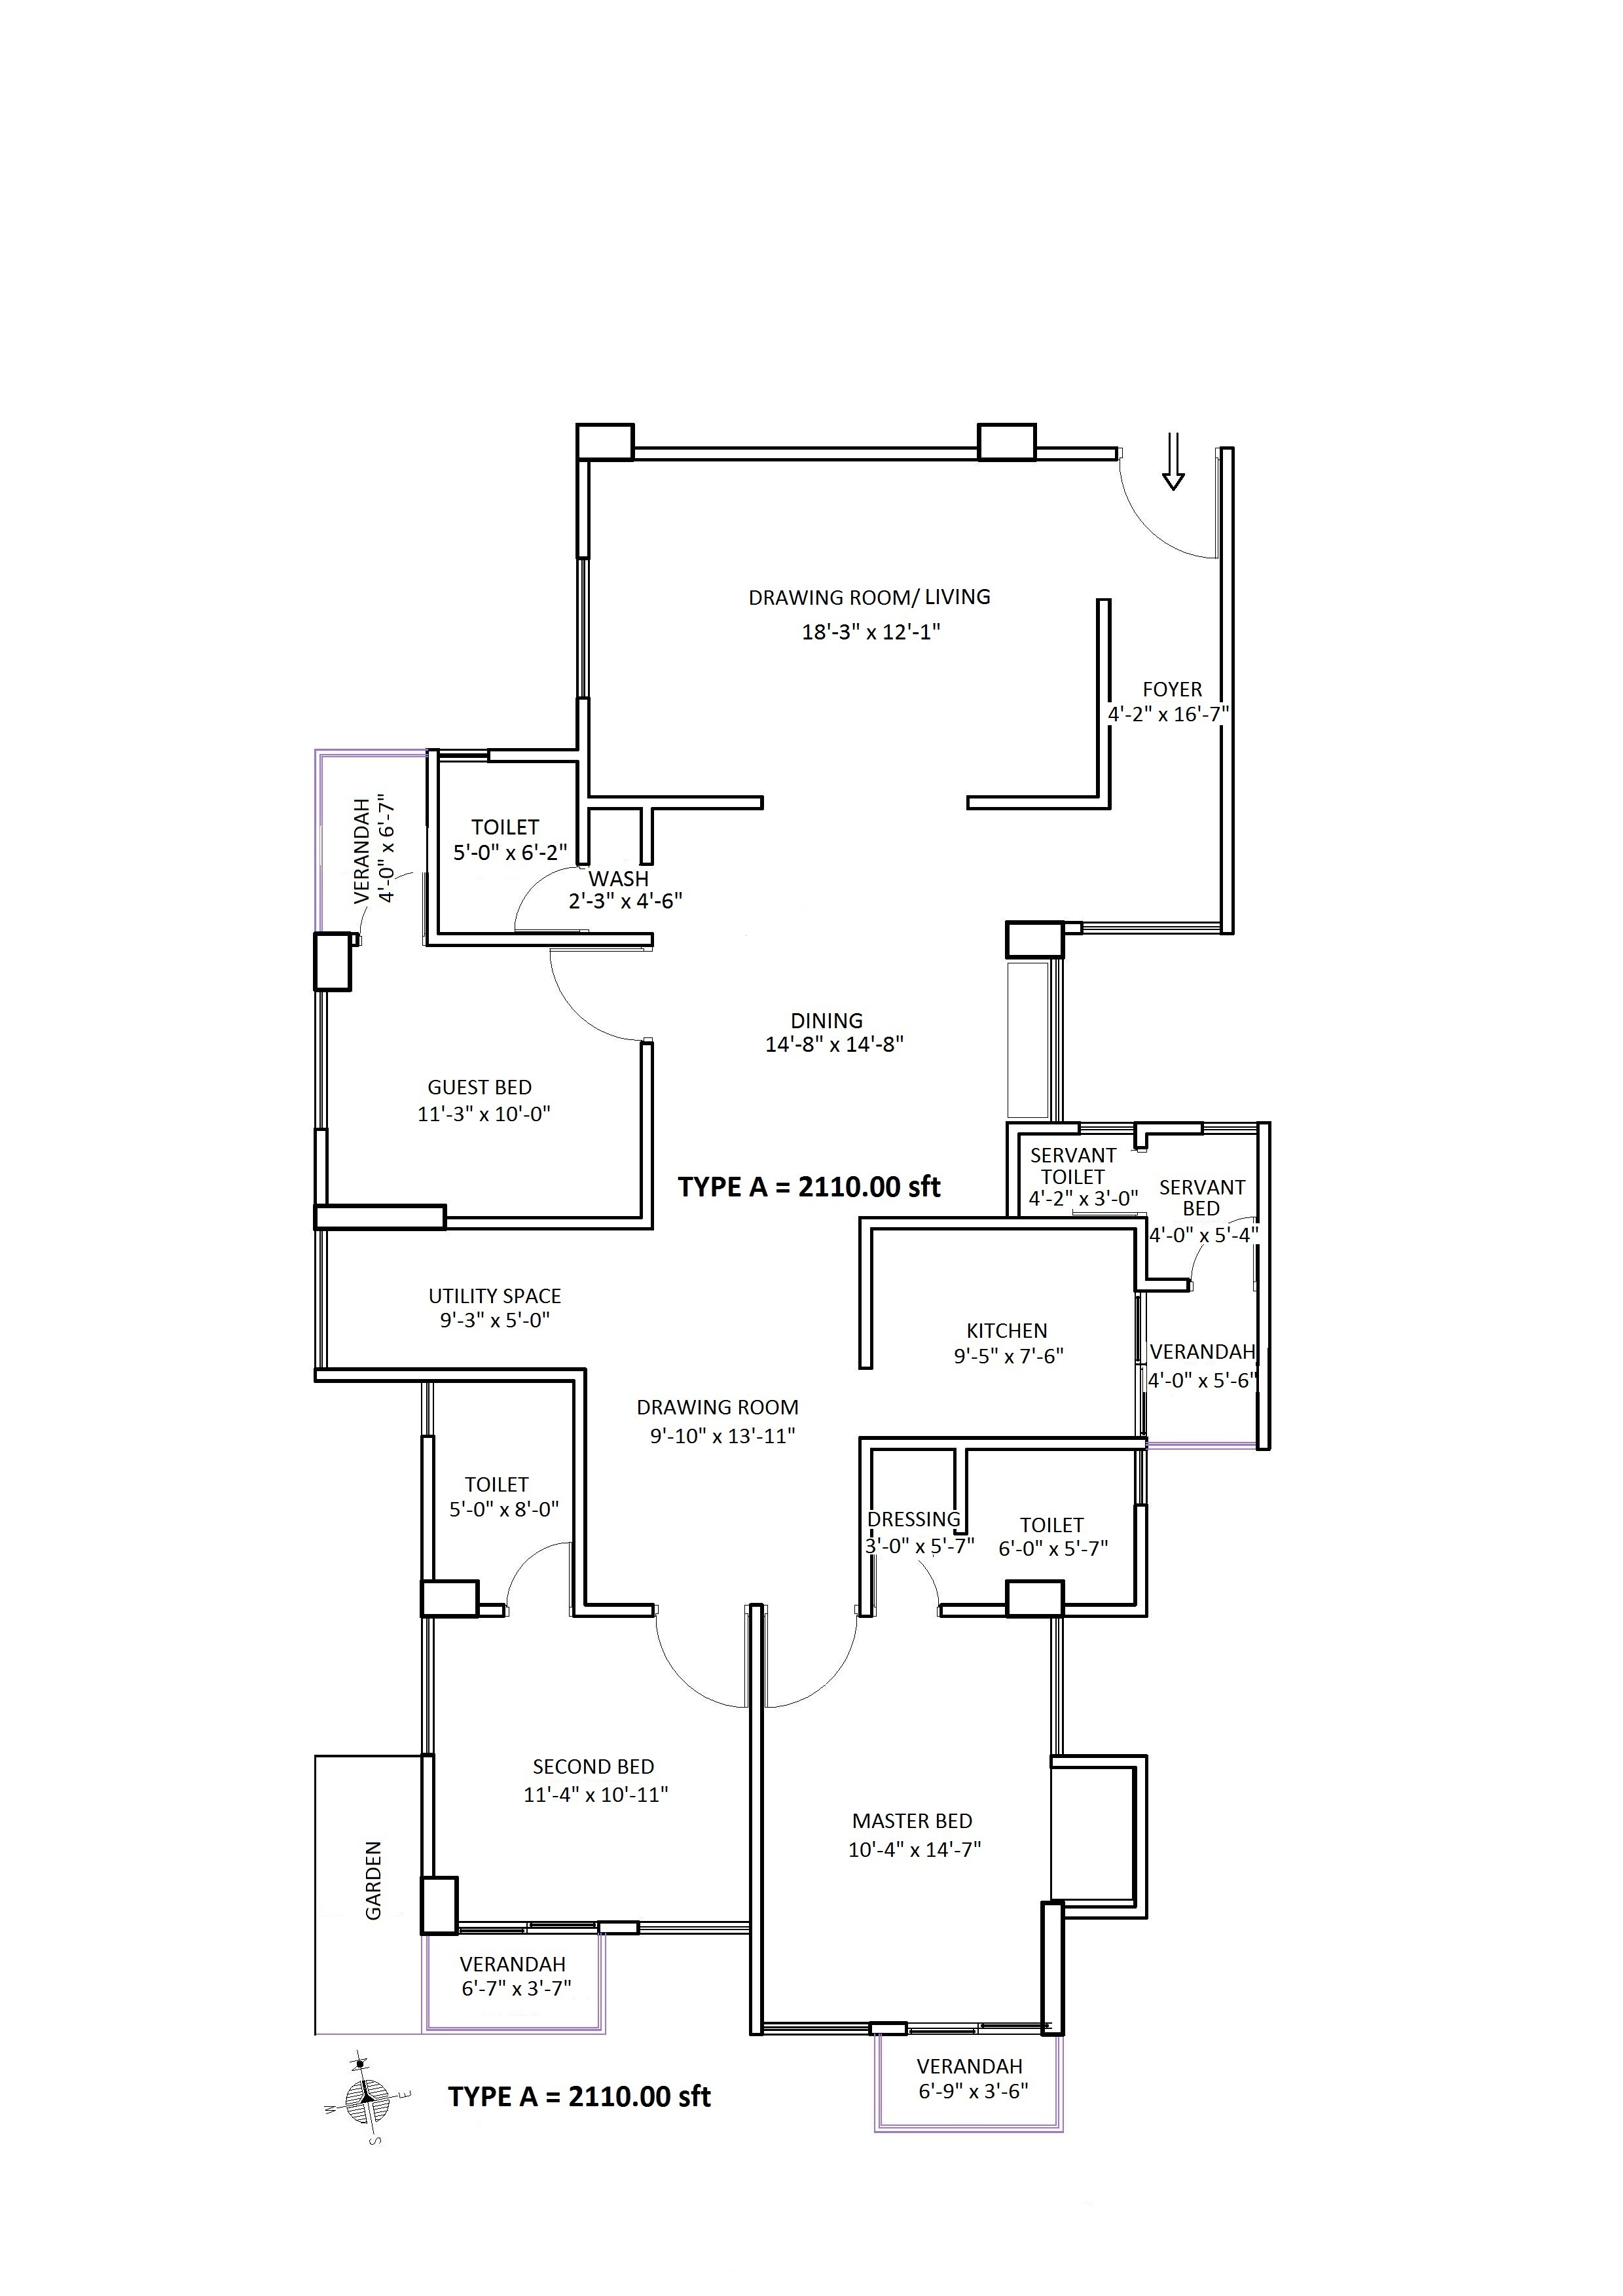 DRAWING ROOM/ LIVING
18'-3" x 12'-1"
FOYER
4'-2" x 16'-7"
VERANDAH
4'-0" x 6'-7"
TOILET
5'-0" x 6'-2"
WASH
2'-3" x 4'-6"
DINING
14'-8" x 14'-8"
GUEST BED
11'-3" x 10'-0"
TYPE A = 2110.00 sft
SERVANT
TOILET
4'-2" x 3'-0"
SERVANT
BED
4'-0" x 5'-4"
UTILITY SPACE
9'-3" x 5'-0"
KITCHEN
9'-5" x 7'-6"
VERANDAH
4'-0" x 5'-6"
DRAWING ROOM
9'-10" x 13'-11"
TOILET
5'-0" x 8'-0"
DRESSING
3'-0" x 5'-7"
TOILET
6'-0" x 5'-7"
SECOND BED
11'-4" x 10'-11"
MASTER BED
10'-4" x 14'-7"
GARDEN
VERANDAH
6'-7" x 3'-7"
VERANDAH
6'-9" x 3'-6"
N
E
W
S
TYPE A = 2110.00 sft